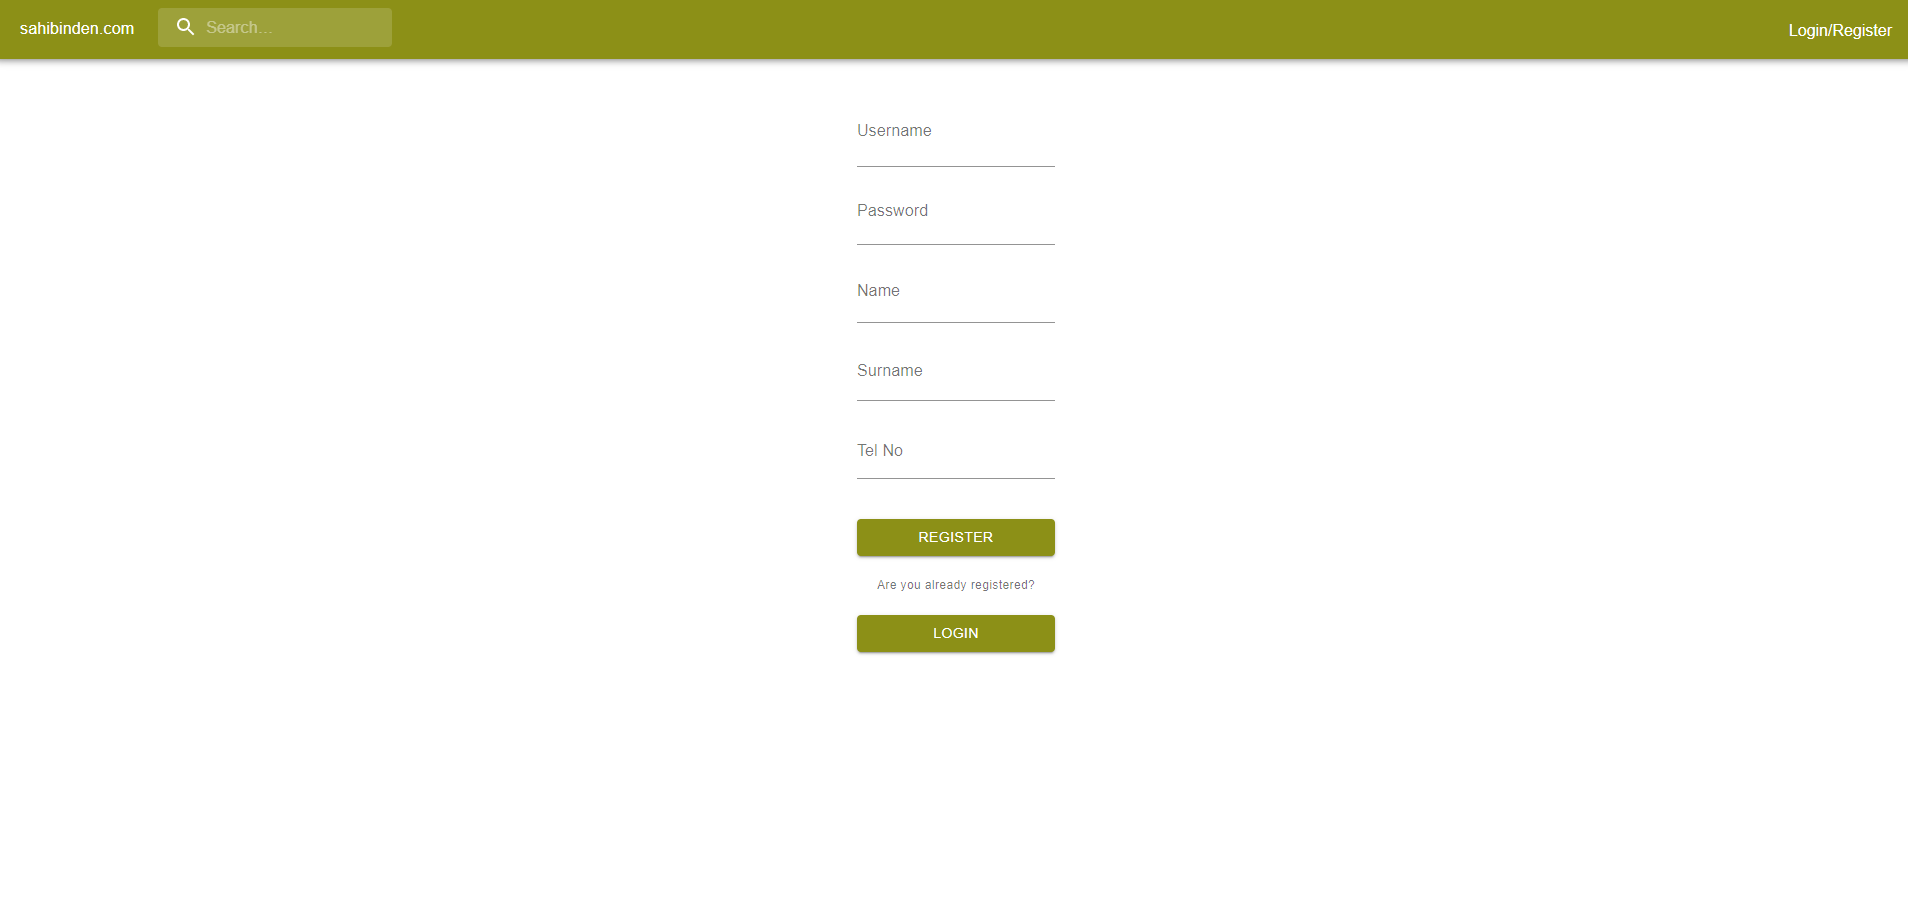 sahibinden.com
Search...
Login/Register
Username
Password
Name
Surname
Tel No
REGISTER
Are you already registered?
LOGIN